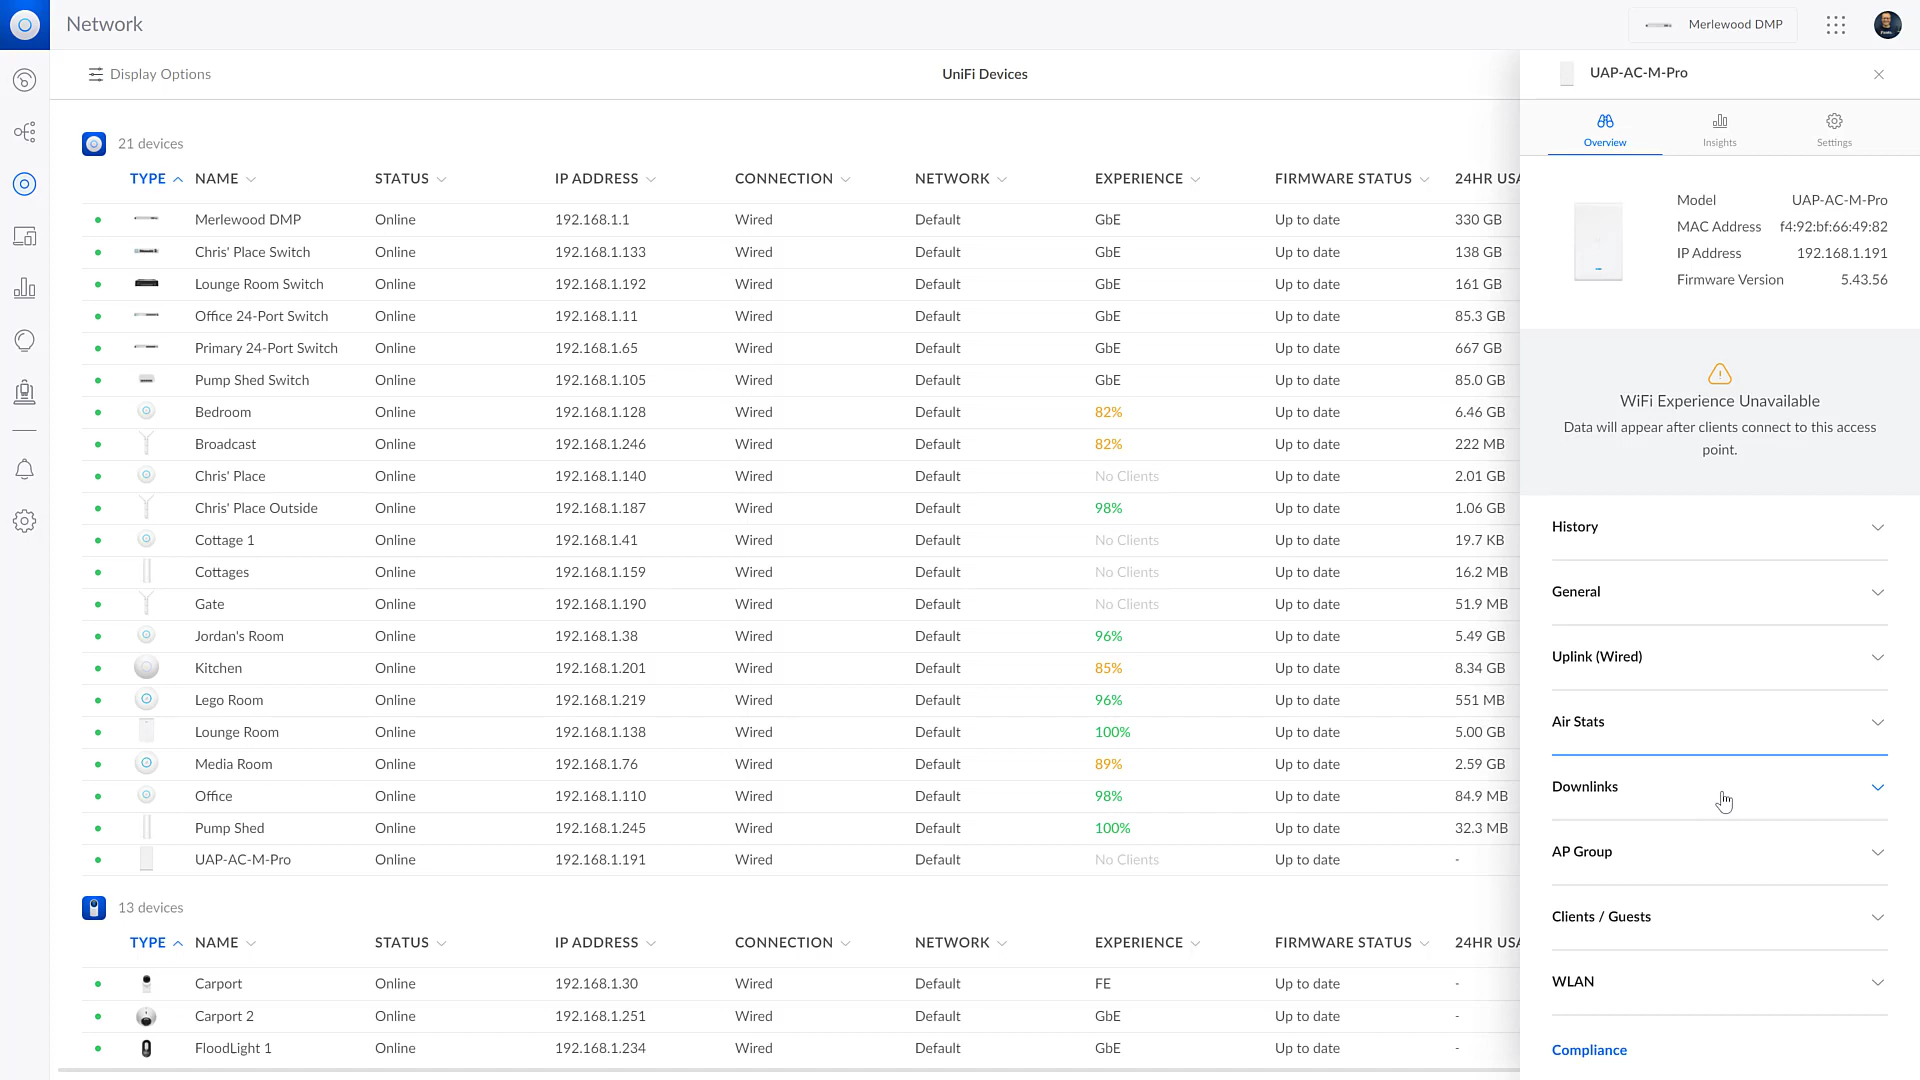 Network
Merlewood DMP
Display Options
UniFi Devices
21 devices
TYPE NAME STATUS IP ADDRESS CONNECTION NETWORK EXPERIENCE FIRMWARE STATUS 24HR USA
Merlewood DMP Online 192.168.1.1 Wired Default GbE Up to date 330 GB
Chris' Place Switch Online 192.168.1.133 Wired Default GbE Up to date 138 GB
Lounge Room Switch Online 192.168.1.192 Wired Default GbE Up to date 161 GB
Office 24-Port Switch Online 192.168.1.11 Wired Default GbE Up to date 85.3 GB
Primary 24-Port Switch Online 192.168.1.65 Wired Default GbE Up to date 667 GB
Pump Shed Switch Online 192.168.1.105 Wired Default GbE Up to date 85.0 GB
Bedroom Online 192.168.1.128 Wired Default 82% Up to date 6.46 GB
Broadcast Online 192.168.1.246 Wired Default 82% Up to date 222 MB
Chris' Place Online 192.168.1.140 Wired Default No Clients Up to date 2.01 GB
Chris' Place Outside Online 192.168.1.187 Wired Default 98% Up to date 1.06 GB
Cottage 1 Online 192.168.1.41 Wired Default No Clients Up to date 19.7 KB
Cottages Online 192.168.1.159 Wired Default No Clients Up to date 16.2 MB
Gate Online 192.168.1.190 Wired Default No Clients Up to date 51.9 MB
Jordan's Room Online 192.168.1.38 Wired Default 96% Up to date 5.49 GB
Kitchen Online 192.168.1.201 Wired Default 85% Up to date 8.34 GB
Lego Room Online 192.168.1.219 Wired Default 96% Up to date 551 MB
Lounge Room Online 192.168.1.138 Wired Default 100% Up to date 5.00 GB
Media Room Online 192.168.1.76 Wired Default 89% Up to date 2.59 GB
Office Online 192.168.1.110 Wired Default 98% Up to date 84.9 MB
Pump Shed Online 192.168.1.245 Wired Default 100% Up to date 32.3 MB
UAP-AC-M-Pro Online 192.168.1.191 Wired Default No Clients Up to date -
13 devices
TYPE NAME STATUS IP ADDRESS CONNECTION NETWORK EXPERIENCE FIRMWARE STATUS 24HR USA
Carport Online 192.168.1.30 Wired Default FE Up to date -
Carport 2 Online 192.168.1.251 Wired Default GbE Up to date -
FloodLight 1 Online 192.168.1.234 Wired Default GbE Up to date -
UAP-AC-M-Pro
Overview Insights Settings
Model UAP-AC-M-Pro
MAC Address f4:92:bf:66:49:82
IP Address 192.168.1.191
Firmware Version 5.43.56
WiFi Experience Unavailable
Data will appear after clients connect to this access
point.
History
General
Uplink (Wired)
Air Stats
Downlinks
AP Group
Clients / Guests
WLAN
Compliance